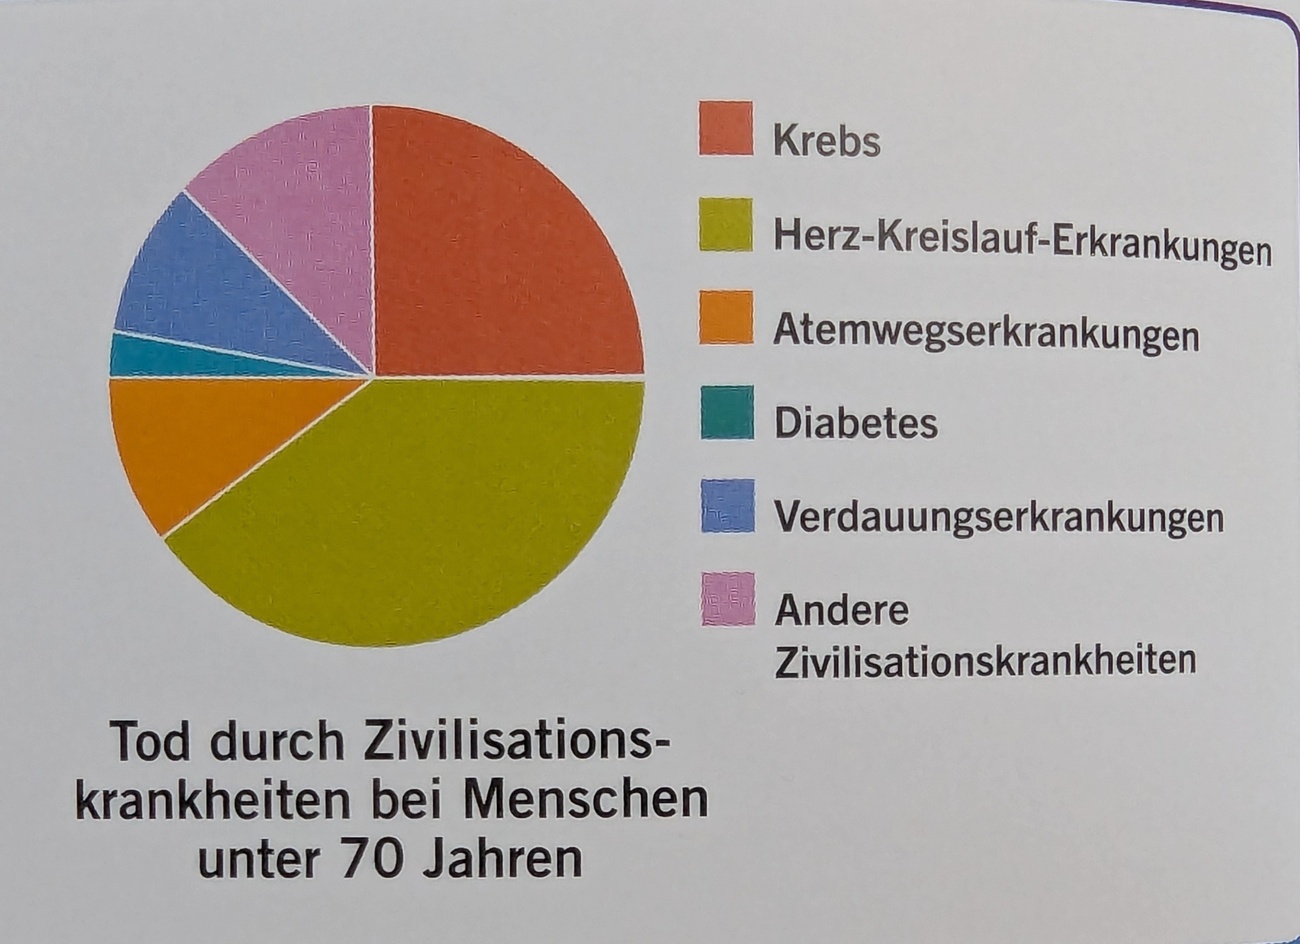 Krebs
Herz-Kreislauf-Erkrankungen
Atemwegserkrankungen
Diabetes
Verdauungserkrankungen
Andere
Zivilisationskrankheiten
Tod durch Zivilisations-
krankheiten bei Menschen
unter 70 Jahren